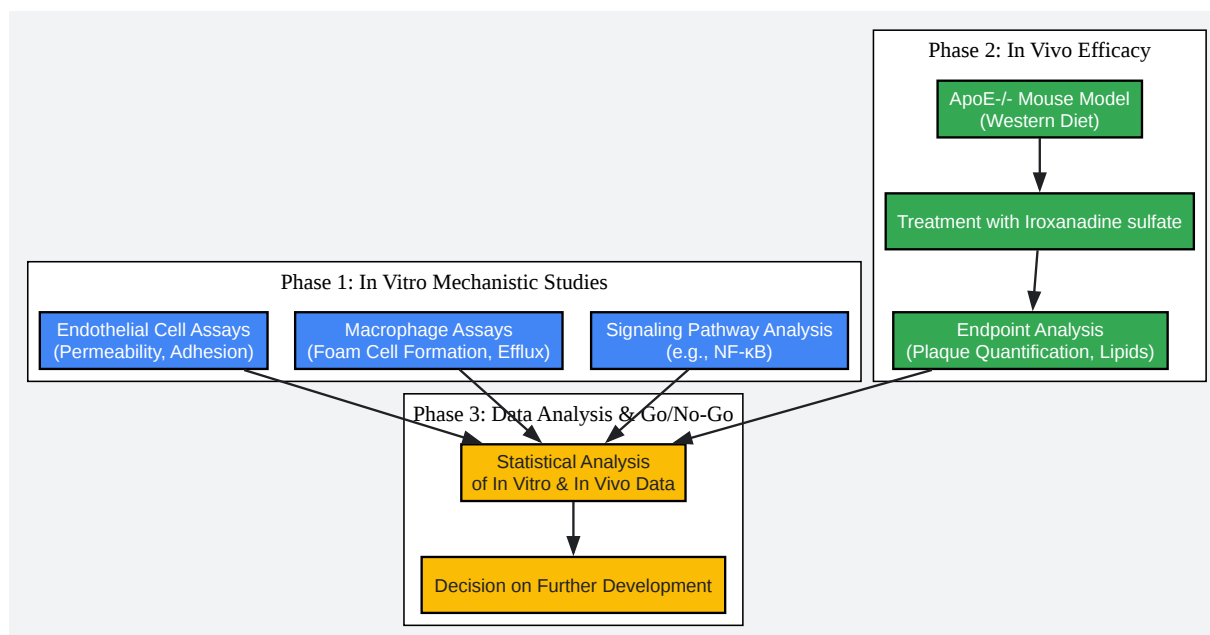 Phase 2: In Vivo Efficacy
ApoE-/- Mouse Model
(Western Diet)
Treatment with Iroxanadine sulfate
Endpoint Analysis
(Plaque Quantification, Lipids)
Phase 1: In Vitro Mechanistic Studies
Endothelial Cell Assays
(Permeability, Adhesion)
Macrophage Assays
(Foam Cell Formation, Efflux)
Signaling Pathway Analysis
(e.g., NF-κB)
Phase 3: Data Analysis & Go/No-Go
Statistical Analysis
of In Vitro & In Vivo Data
Decision on Further Development